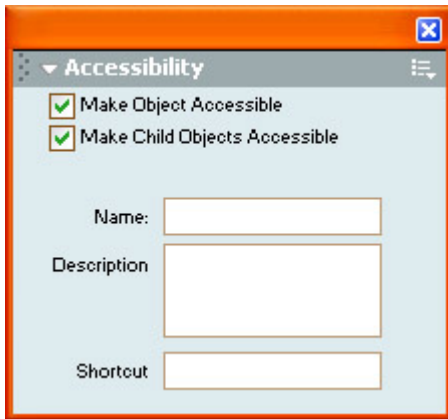 Accessibility
Make Object Accessible
Make Child Objects Accessible
Name:
Description
Shortcut